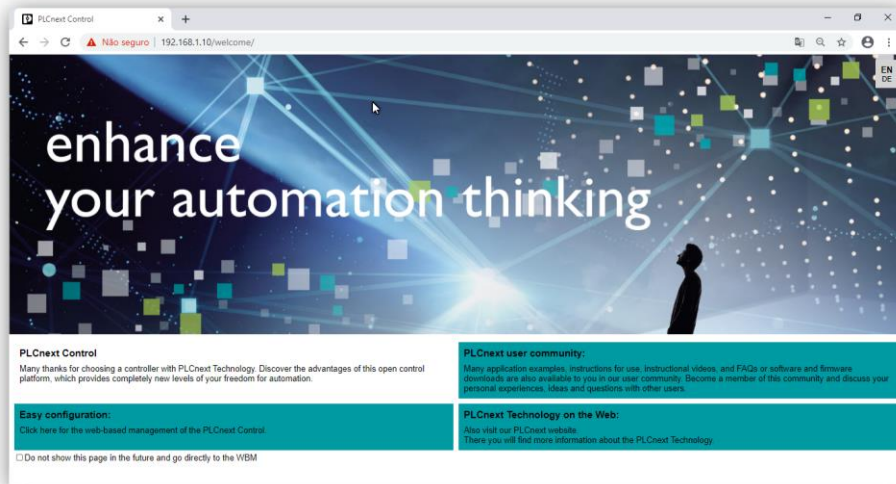 PLCnext Control
Não seguro | 192.168.1.10/welcome/
EN
DE
enhance
your automation thinking
PLCnext Control
Many thanks for choosing a controller with PLCnext Technology. Discover the advantages of this open control
platform, which provides completely new levels of your freedom for automation.
PLCnext user community:
Many application examples, instructions for use, instructional videos, and FAQs or software and firmware
downloads are also available to you in our user community. Become a member of this community and discuss your
personal experiences, ideas and questions with other users.
Easy configuration:
Click here for the web-based management of the PLCnext Control.
PLCnext Technology on the Web:
Also visit our PLCnext website.
There you will find more information about the PLCnext Technology.
Do not show this page in the future and go directly to the WBM